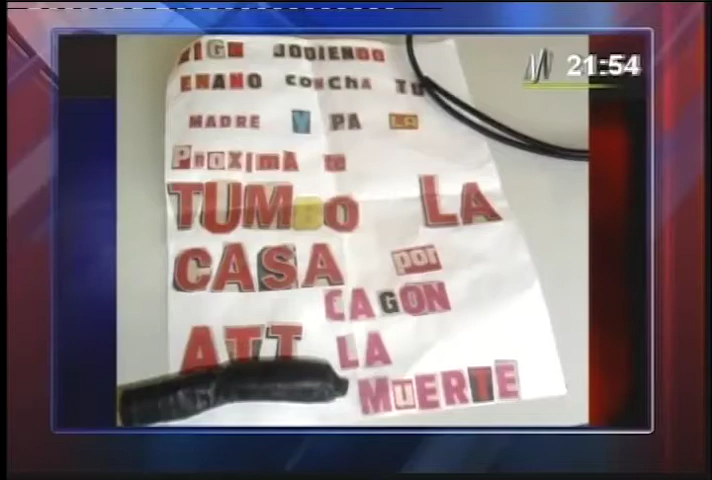 SIGE JODIENDO
21:54
ENANO CONCHA TU
MADRE Y PA LA
PROXIMA TE
TUMBO LA
CASA por
CAGON
ATT LA
MUERTE